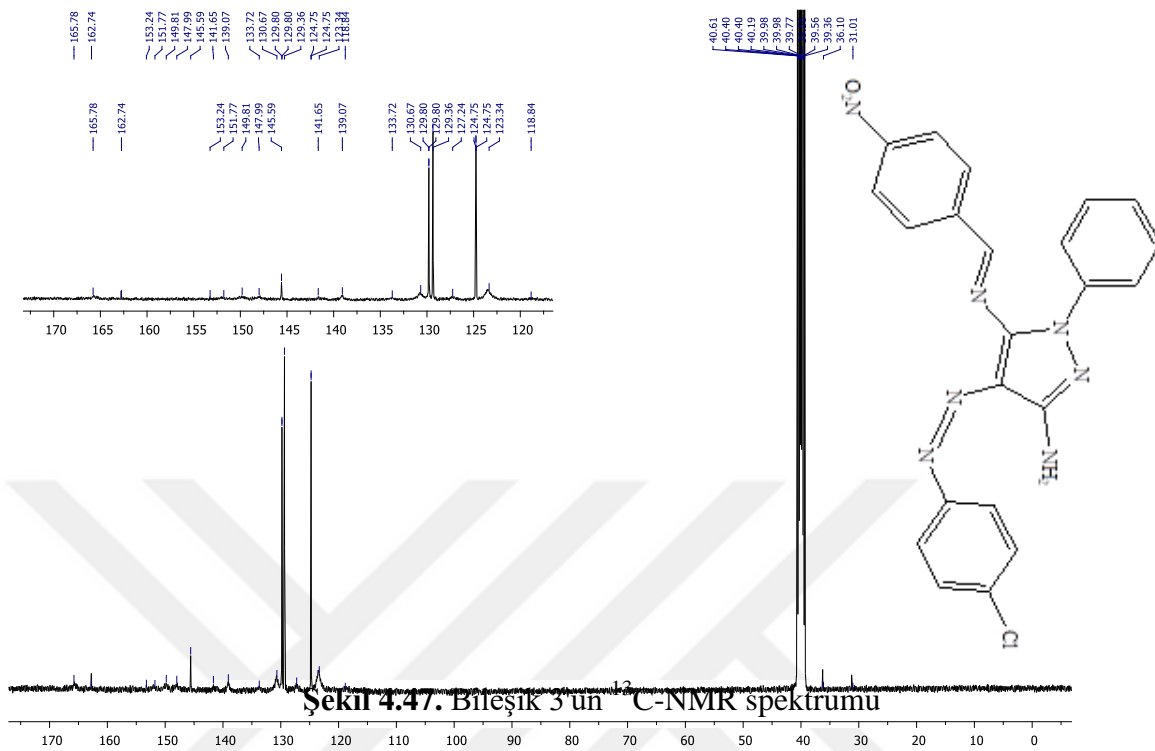 165.78 162.74 153.24 151.77 149.81 147.99 145.59 141.65 139.07 133.72 130.67 129.80 129.80 129.36 124.75 124.75 123.34 118.84
40.61 40.40 40.40 40.19 39.98 39.98 39.77 39.56 39.36 36.10 31.01
165.78 162.74 153.24 151.77 149.81 147.99 145.59 141.65 139.07 133.72 130.67 129.80 129.80 129.36 127.24 124.75 124.75 123.34 118.84
170 165 160 155 150 145 140 135 130 125 120
O₂N
N
N
N
N
N
NH₂
Cl
Şekil 4.47. Bileşik 3'ün ¹³C-NMR spektrumu
170 160 150 140 130 120 110 100 90 80 70 60 50 40 30 20 10 0